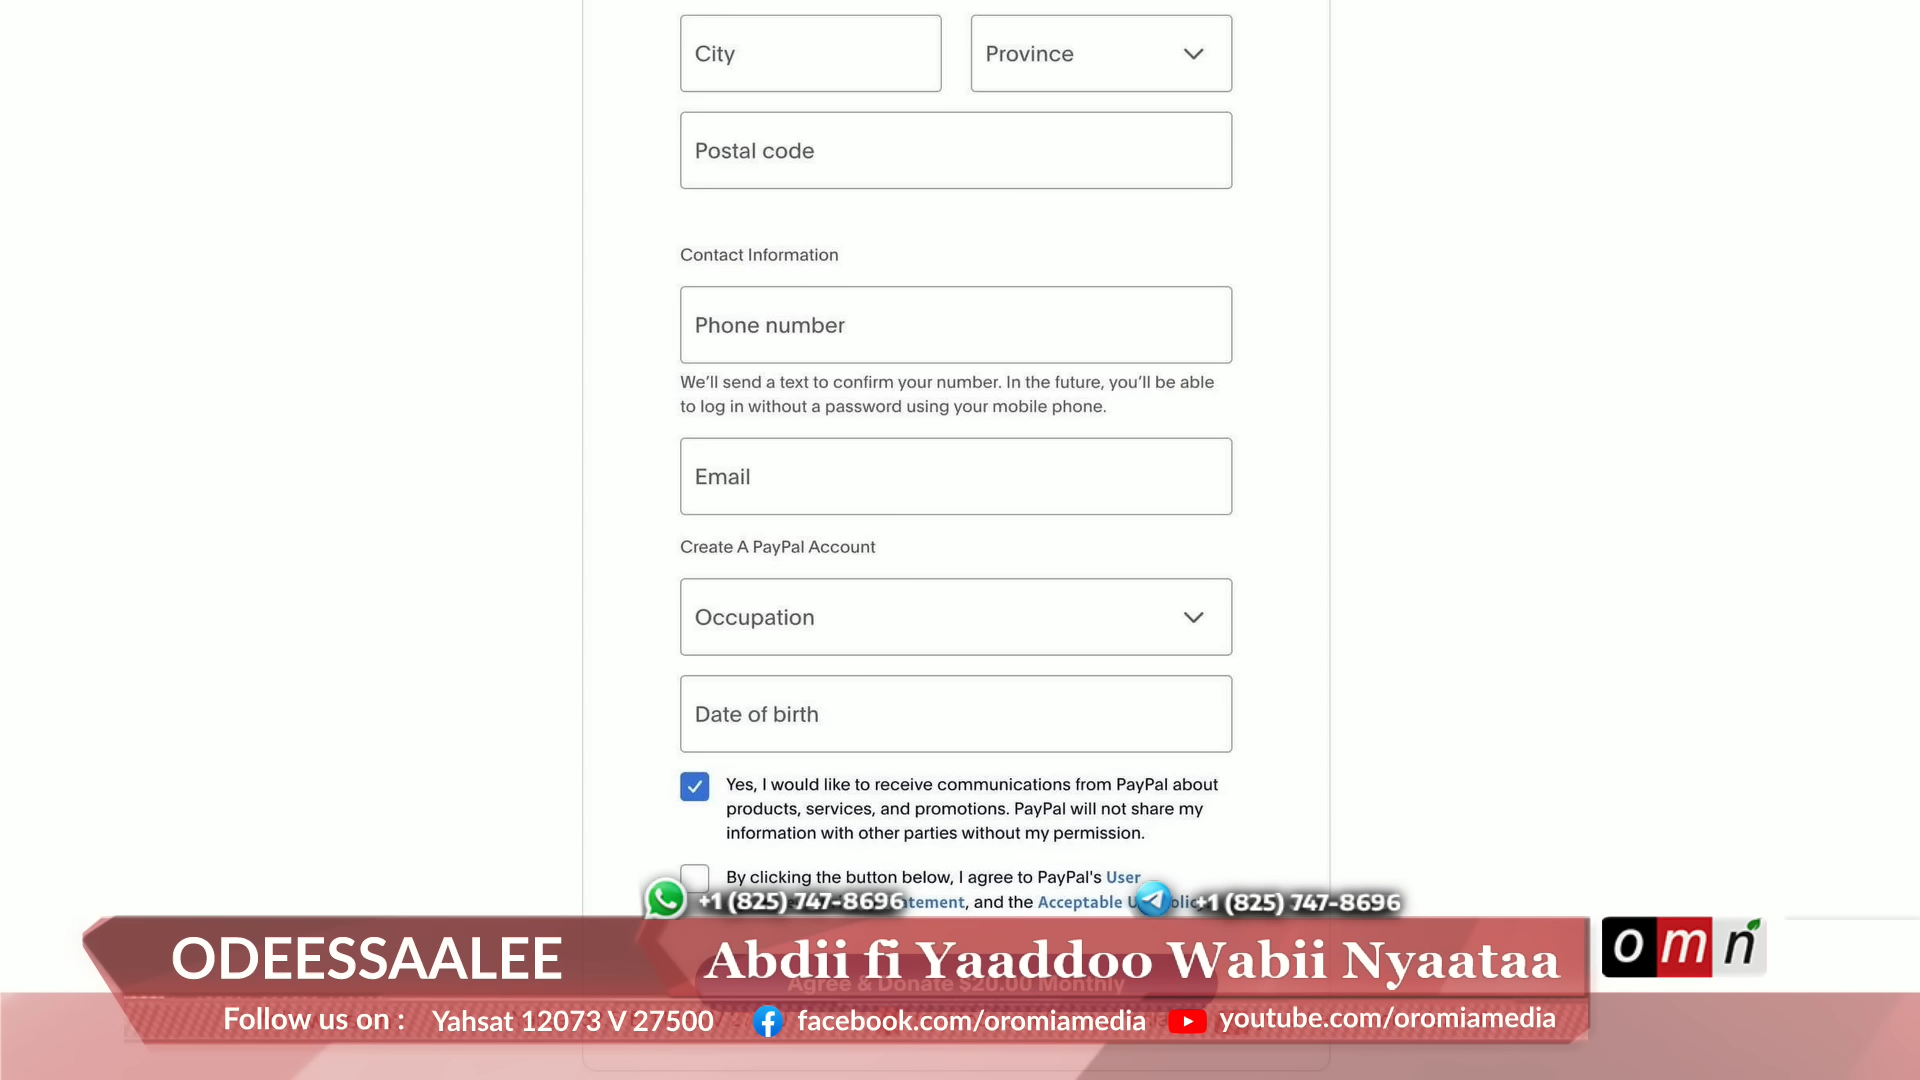 City
Province
Postal code
Contact Information
Phone number
We'll send a text to confirm your number. In the future, you'll be able
to log in without a password using your mobile phone.
Email
Create A PayPal Account
Occupation
Date of birth
Yes, I would like to receive communications from PayPal about
products, services, and promotions. PayPal will not share my
information with other parties without my permission.
By clicking the button below, I agree to PayPal's User
and the Acceptable
+1 (825) 747-8696
+1 (825) 747-8696
ODEESSAALEE
Abdii fi Yaaddoo Wabii Nyaataa
omn
Agree & Donate $20.00 Monthly
Follow us on :
Yahsat 12073 V 27500
facebook.com/oromiamedia
youtube.com/oromiamedia